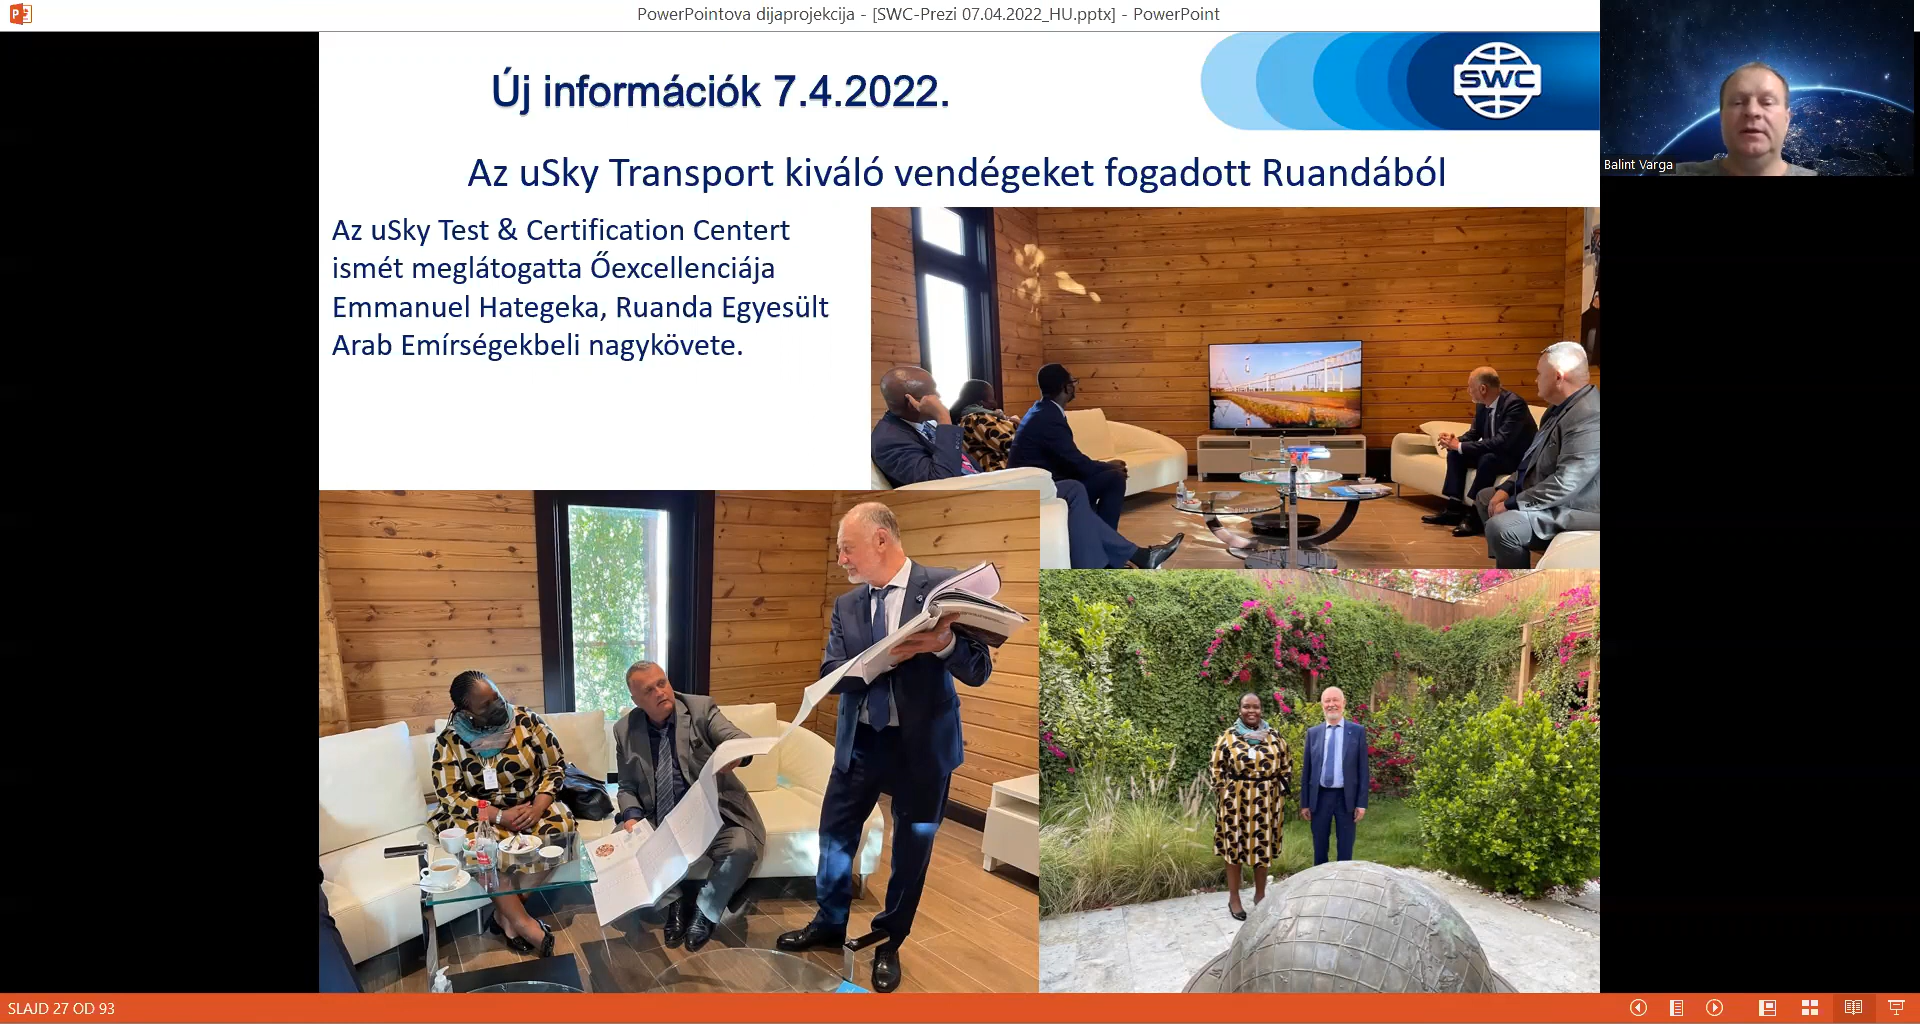 PowerPointova dijaprojekcija - [SWC-Prezi 07.04.2022_HU.pptx] - PowerPoint
Új információk 7.4.2022.
SWC
Balint Varga
Az uSky Transport kiváló vendégeket fogadott Ruandából
Az uSky Test & Certification Centert
ismét meglátogatta Őexcellenciája
Emmanuel Hategeka, Ruanda Egyesült
Arab Emírségekbeli nagykövete.
SLAJD 27 OD 93